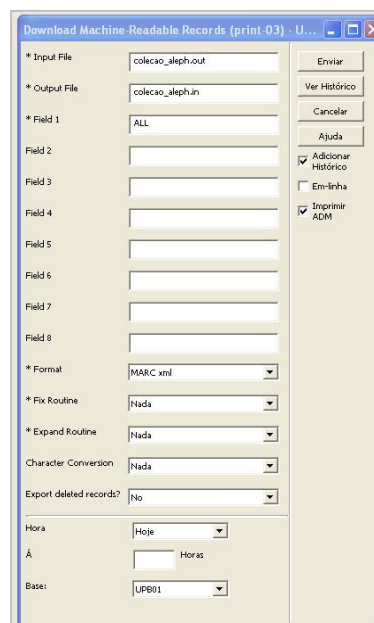 Download Machine-Readable Records (print-03) - U...
* Input File
colecao_aleph.out
* Output File
colecao_aleph.in
* Field 1
ALL
Field 2
Field 3
Field 4
Field 5
Field 6
Field 7
Field 8
* Format
MARC xml
* Fix Routine
Nada
* Expand Routine
Nada
Character Conversion
Nada
Export deleted records?
No
Hora
Hoje
Á
Horas
Base:
UPB01
Enviar
Ver Histórico
Cancelar
Ajuda
Adicionar
Histórico
Em-linha
Imprimir
ADM